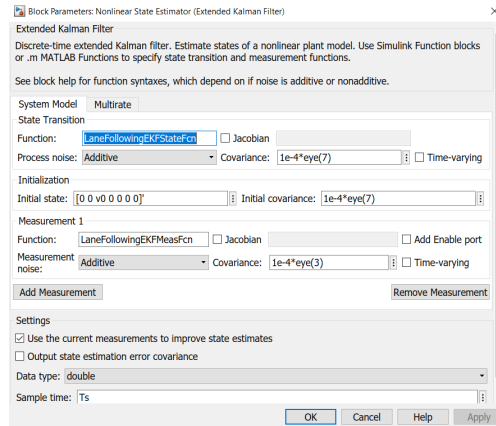 Block Parameters: Nonlinear State Estimator (Extended Kalman Filter)
Extended Kalman Filter
Discrete-time extended Kalman filter. Estimate states of a nonlinear plant model. Use Simulink Function blocks
or .m MATLAB Functions to specify state transition and measurement functions.
See block help for function syntaxes, which depend on if noise is additive or nonadditive.
System Model Multirate
State Transition
Function: LaneFollowingEKFStateFcn Jacobian
Process noise: Additive Covariance: 1e-4*eye(7) Time-varying
Initialization
Initial state: [0 0 v0 0 0 0 0]' Initial covariance: 1e-4*eye(7)
Measurement 1
Function: LaneFollowingEKFMeasFcn Jacobian Add Enable port
Measurement
noise: Additive Covariance: 1e-4*eye(3) Time-varying
Add Measurement Remove Measurement
Settings
Use the current measurements to improve state estimates
Output state estimation error covariance
Data type: double
Sample time: Ts
OK Cancel Help Apply